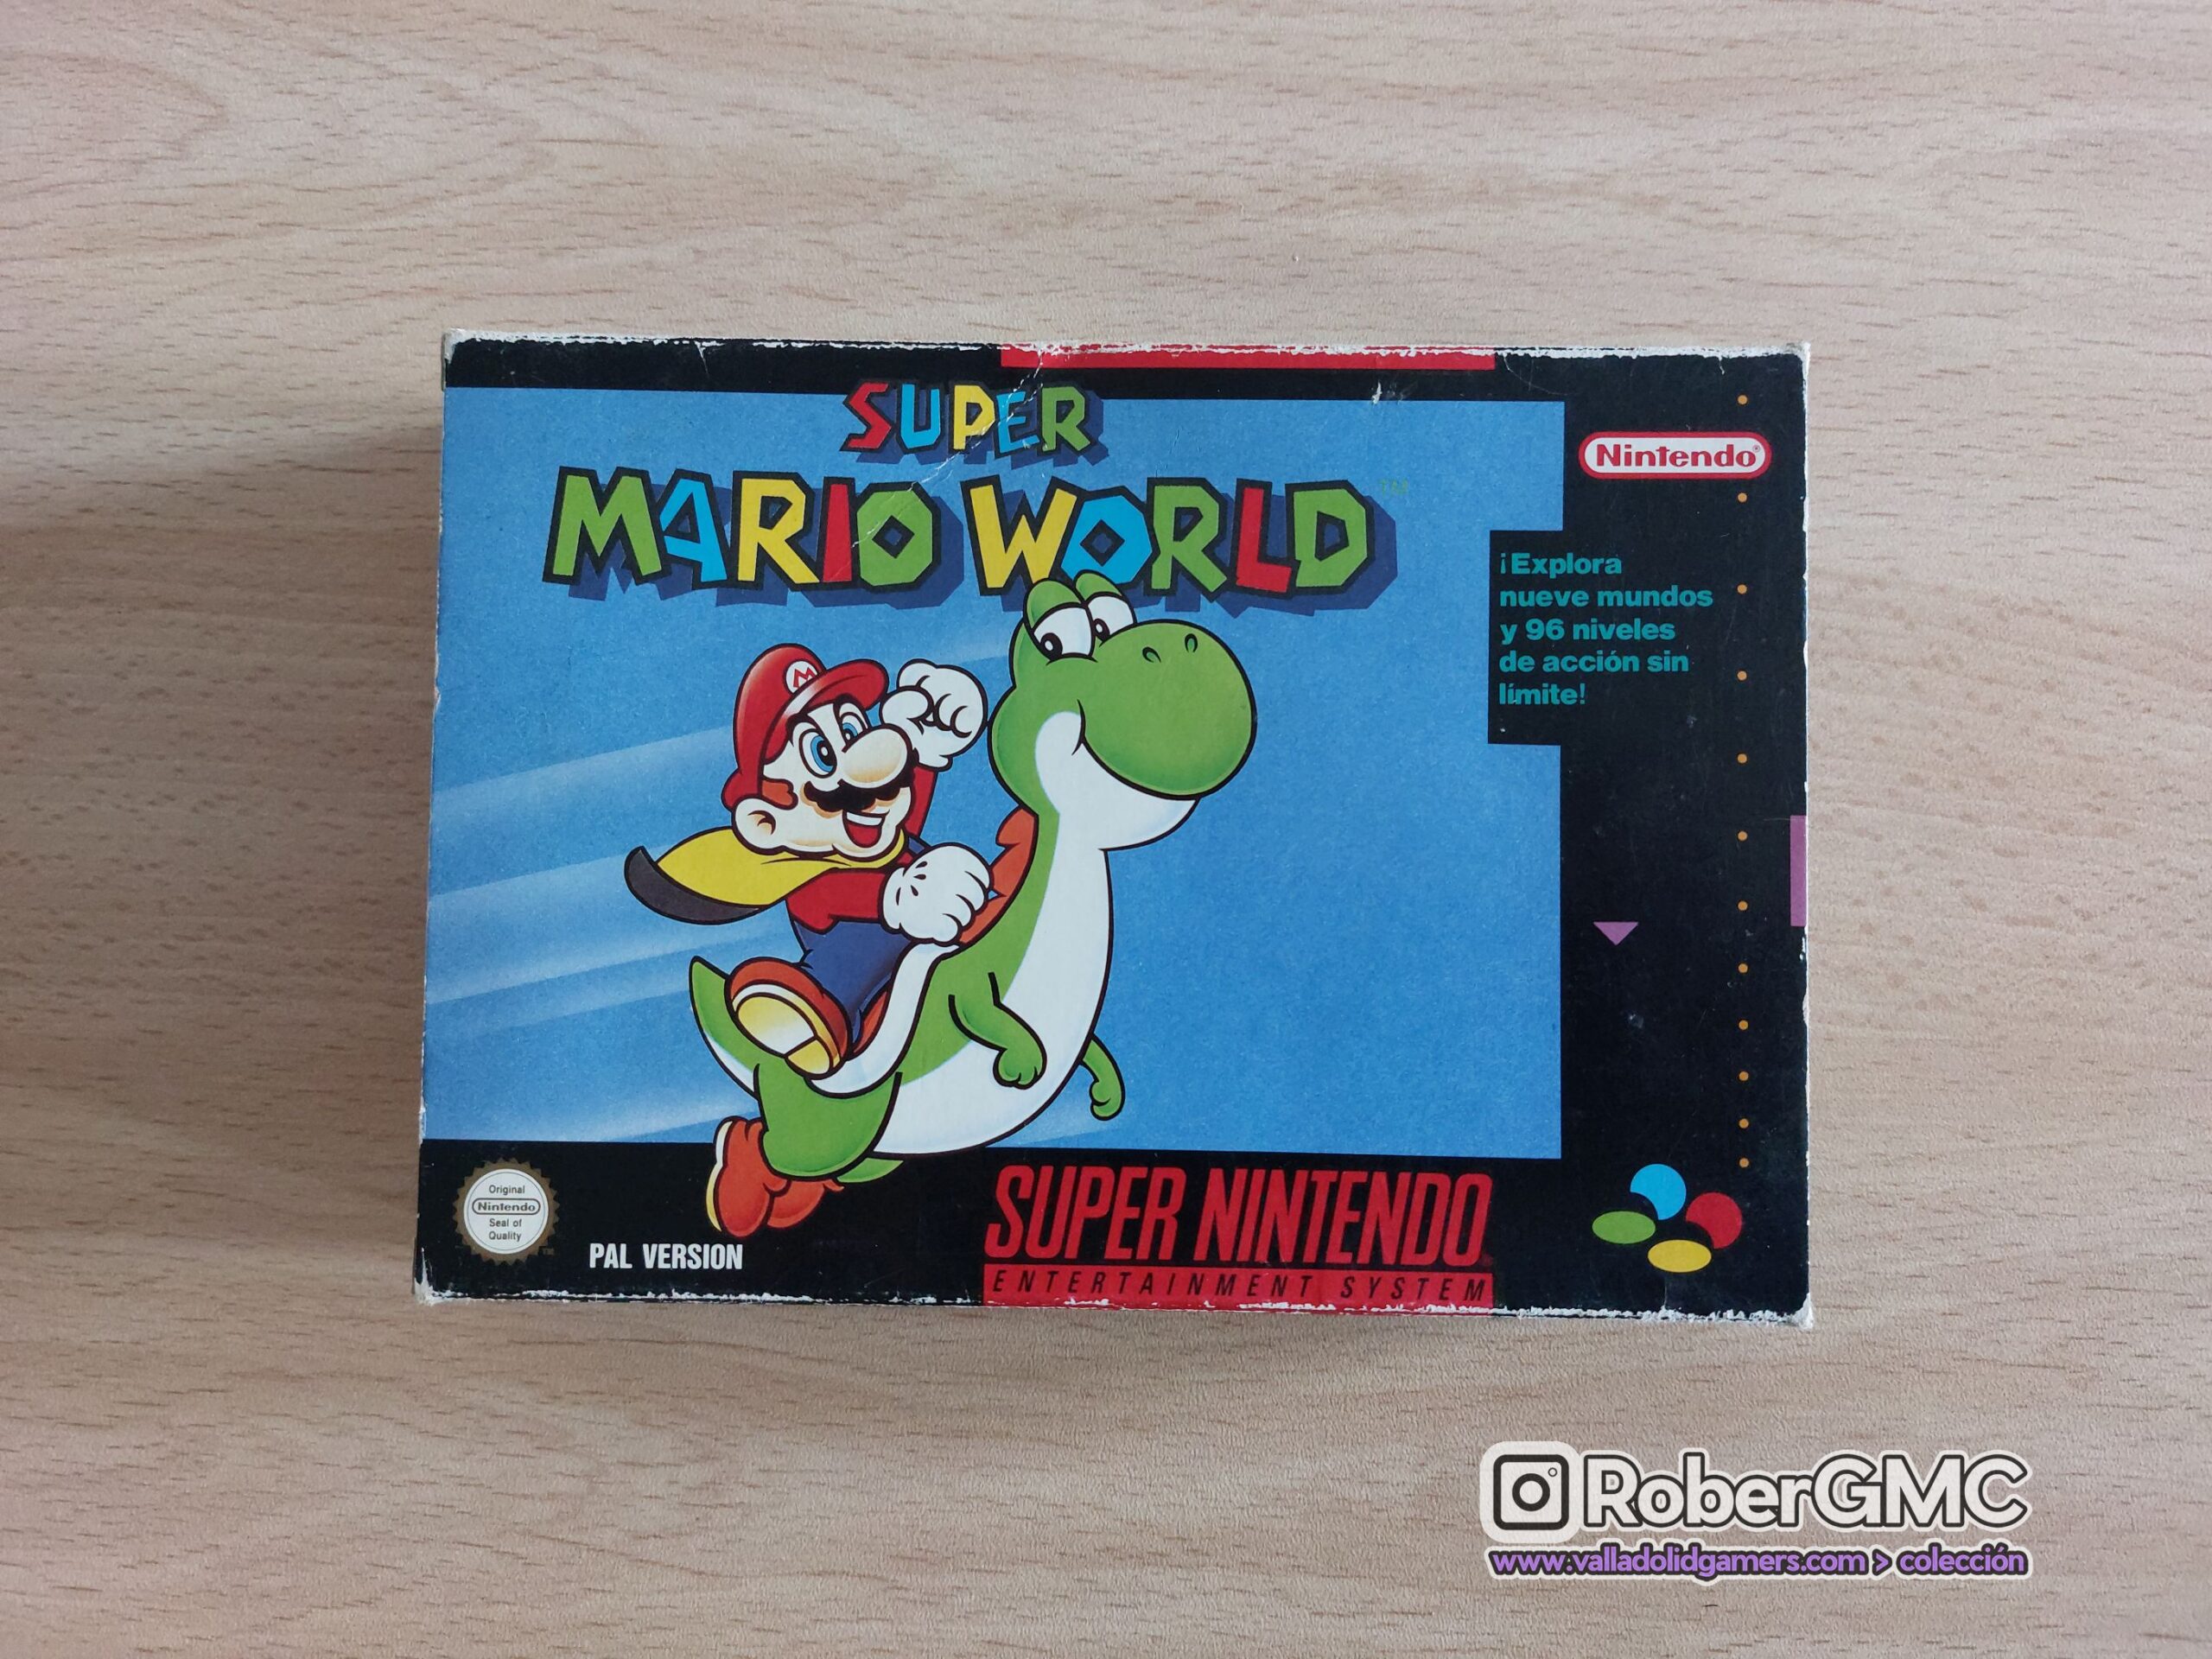 SUPER
MARIO WORLD™
Nintendo®
¡Explora
nueve mundos
y 96 niveles
de acción sin
límite!
M
Original
Nintendo
Seal of
Quality
TM
PAL VERSION
SUPER NINTENDO
ENTERTAINMENT SYSTEM
RoberGMC
www.valladolidgamers.com > colección